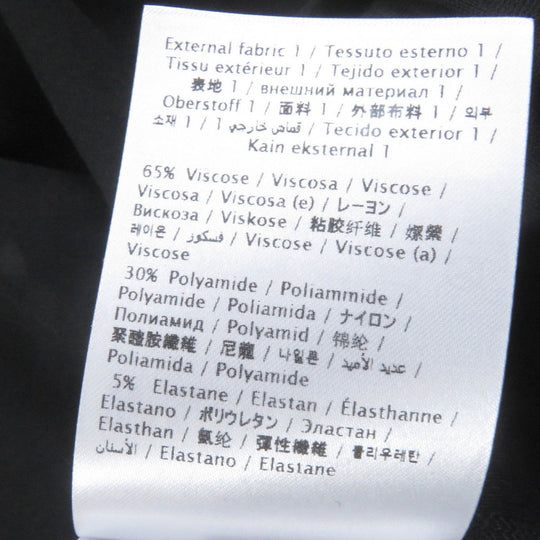 External fabric 1 / Tessuto esterno 1 /
Tissu extérieur 1 / Tejido exterior 1 /
表地 1 / внешний материал 1 /
Oberstoff 1 / 面料 1 / 外部布料 1 / 외부
소재 1 / قماش خارجي 1 / Tecido exterior 1 /
Kain eksternal 1
65% Viscose / Viscosa / Viscose /
Viscosa / Viscosa (e) / レーヨン /
Вискоза / Viskose / 粘胶纤维 / 嫘縈 /
레이온 / فسكوز / Viscose / Viscose (a) /
Viscose
30% Polyamide / Poliammide /
Polyamide / Poliamida / ナイロン /
Полиамид / Polyamid / 锦纶 /
聚醯胺纖維 / 尼龍 / 나일론 / عديد الأميد /
Poliamida / Polyamide
5% Elastane / Elastan / Élasthanne /
Elastano / ポリウレタン / Эластан /
Elasthan / 氨纶 / 彈性纖維 / 폴리우레탄 /
الأستان / Elastano / Elastane